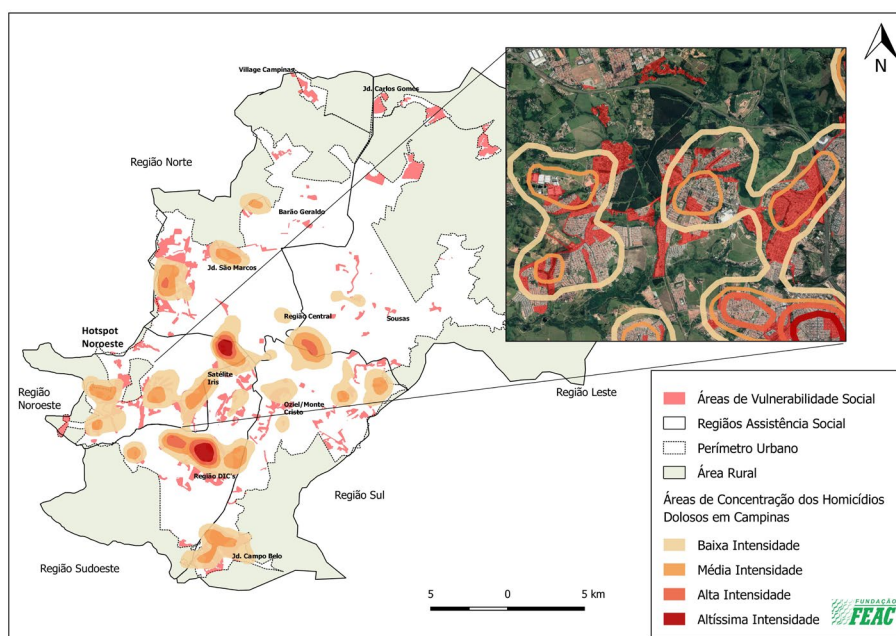 N
Village Campinas
Jd. Carlos Gomes
Região Norte
Barão Geraldo
Jd. São Marcos
Região Central
Sousas
Hotspot
Noroeste
Satélite
Iris
Região
Noroeste
Região Leste
Oziel/Monte
Cristo
Região DIC's
Região Sul
Região Sudoeste
Jd. Campo Belo
5 0 5 km
Áreas de Vulnerabilidade Social
Regiões Assistência Social
Perímetro Urbano
Área Rural
Áreas de Concentração dos Homicídios
Dolosos em Campinas
Baixa Intensidade
Média Intensidade
Alta Intensidade
Altíssima Intensidade
FUNDAÇÃO
FEAC